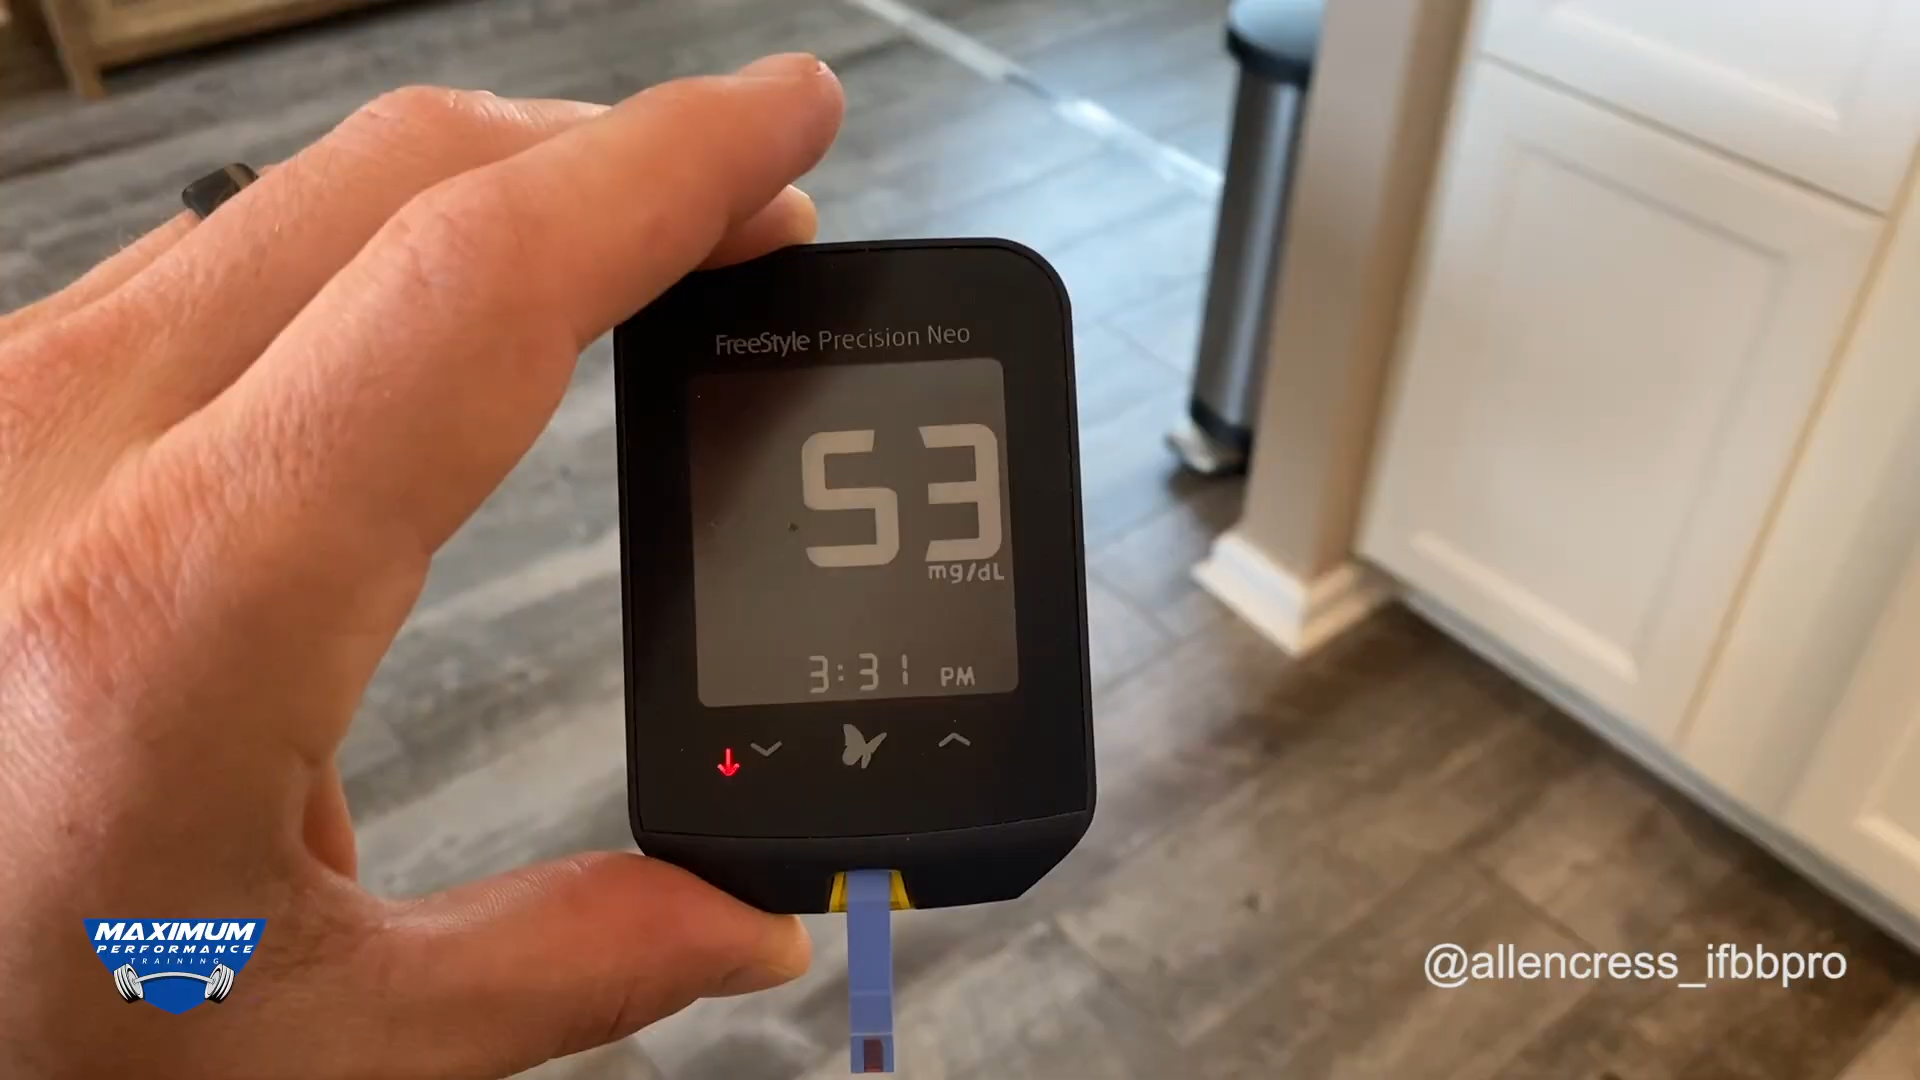 FreeStyle Precision Neo
53
mg/dL
3:31 PM
MAXIMUM
PERFORMANCE
TRAINING
@allencress_ifbbpro